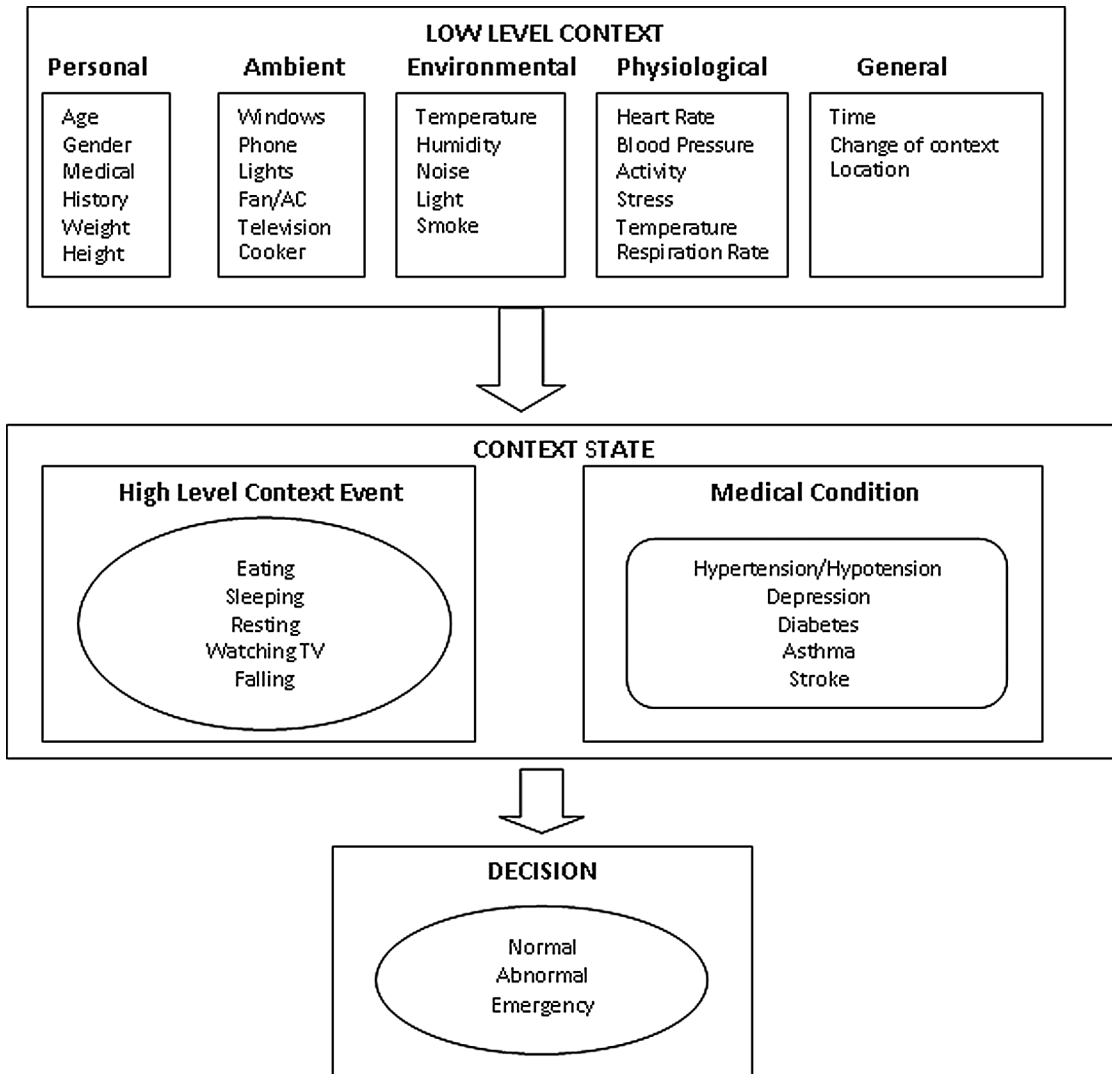 LOW LEVEL CONTEXT
Personal
Age
Gender
Medical
History
Weight
Height
Ambient
Windows
Phone
Lights
Fan/AC
Television
Cooker
Environmental
Temperature
Humidity
Noise
Light
Smoke
Physiological
Heart Rate
Blood Pressure
Activity
Stress
Temperature
Respiration Rate
General
Time
Change of context
Location
CONTEXT STATE
High Level Context Event
Eating
Sleeping
Resting
Watching TV
Falling
Medical Condition
Hypertension/Hypotension
Depression
Diabetes
Asthma
Stroke
DECISION
Normal
Abnormal
Emergency